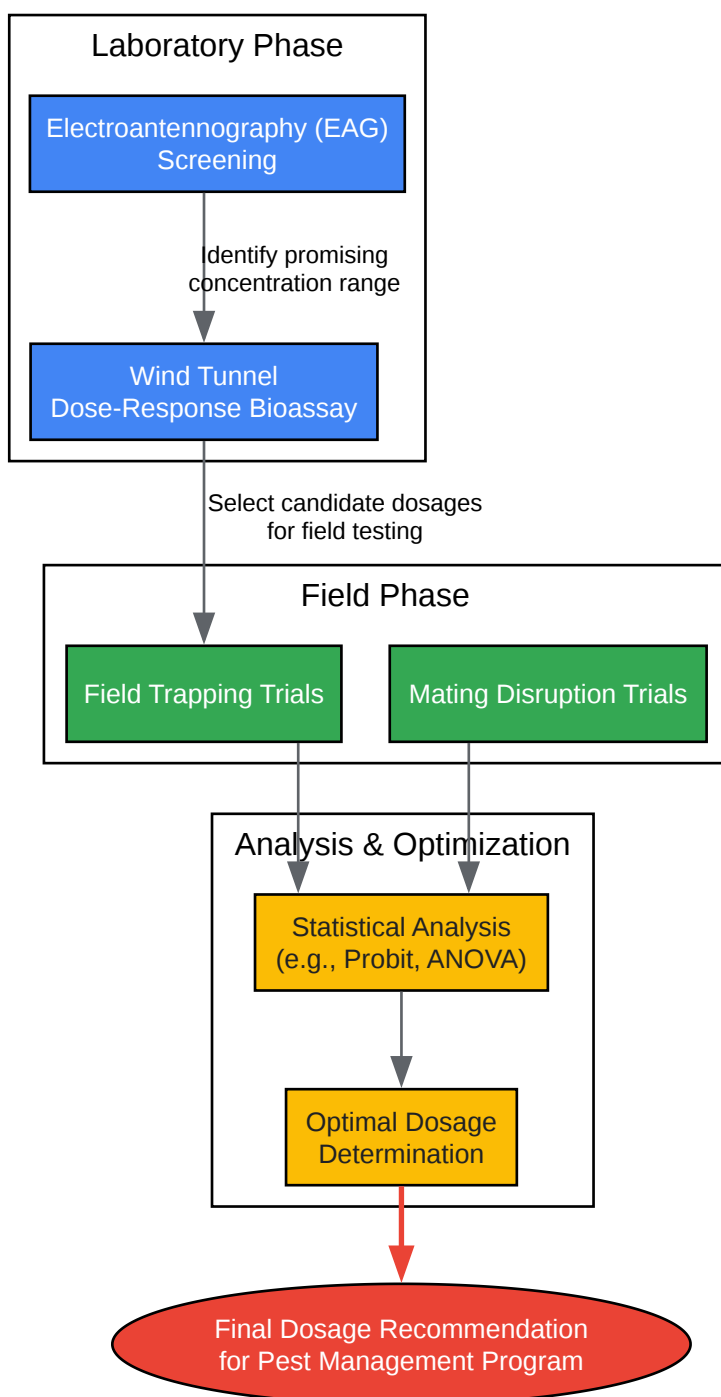 Laboratory Phase
Electroantennography (EAG)
Screening
Identify promising
concentration range
Wind Tunnel
Dose-Response Bioassay
Select candidate dosages
for field testing
Field Phase
Field Trapping Trials
Mating Disruption Trials
Analysis & Optimization
Statistical Analysis
(e.g., Probit, ANOVA)
Optimal Dosage
Determination
Final Dosage Recommendation
for Pest Management Program